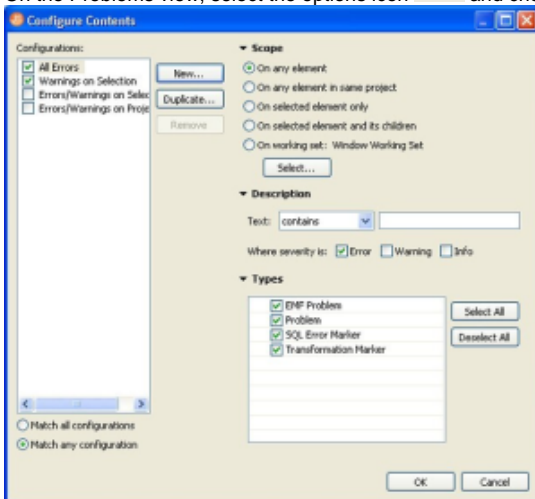 On the Problems view, select the options icon and
Configure Contents
Configurations:
All Errors
Warnings on Selection
Errors/Warnings on Selec
Errors/Warnings on Proje
New...
Duplicate...
Remove
Match all configurations
Match any configuration
Scope
On any element
On any element in same project
On selected element only
On selected element and its children
On working set: Window Working Set
Select...
Description
Text: contains
Where severity is: Error Warning Info
Types
EMF Problem
Problem
SQL Error Marker
Transformation Marker
Select All
Deselect All
OK
Cancel